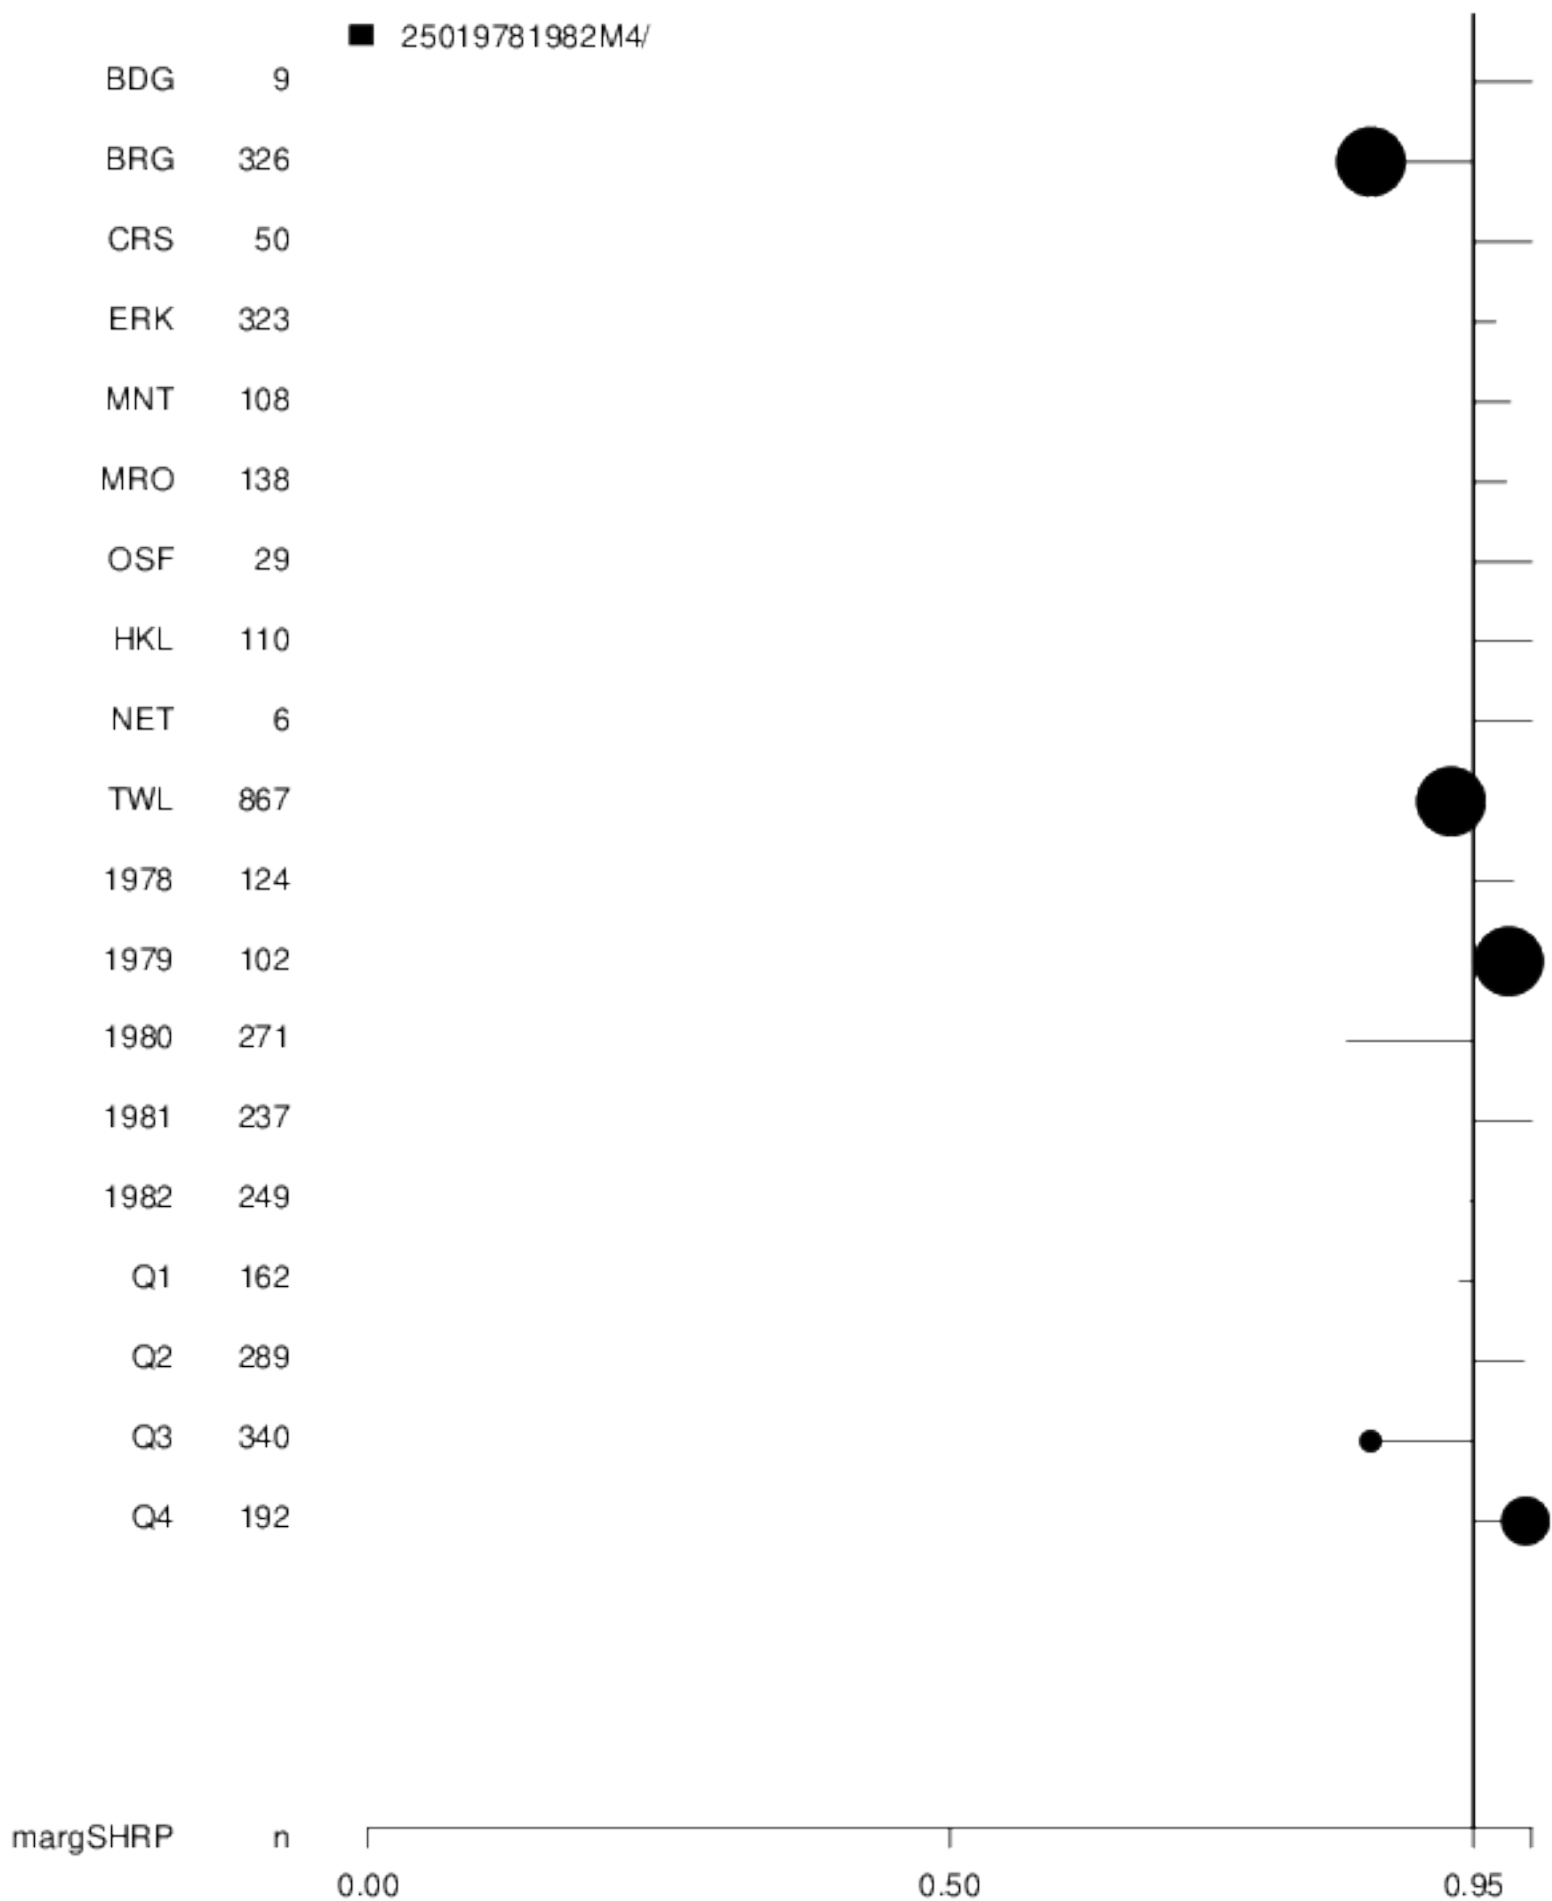 25019781982M4/
BDG 9
BRG 326
CRS 50
ERK 323
MNT 108
MRO 138
OSF 29
HKL 110
NET 6
TWL 867
1978 124
1979 102
1980 271
1981 237
1982 249
Q1 162
Q2 289
Q3 340
Q4 192
margSHRP n
0.00 0.50 0.95